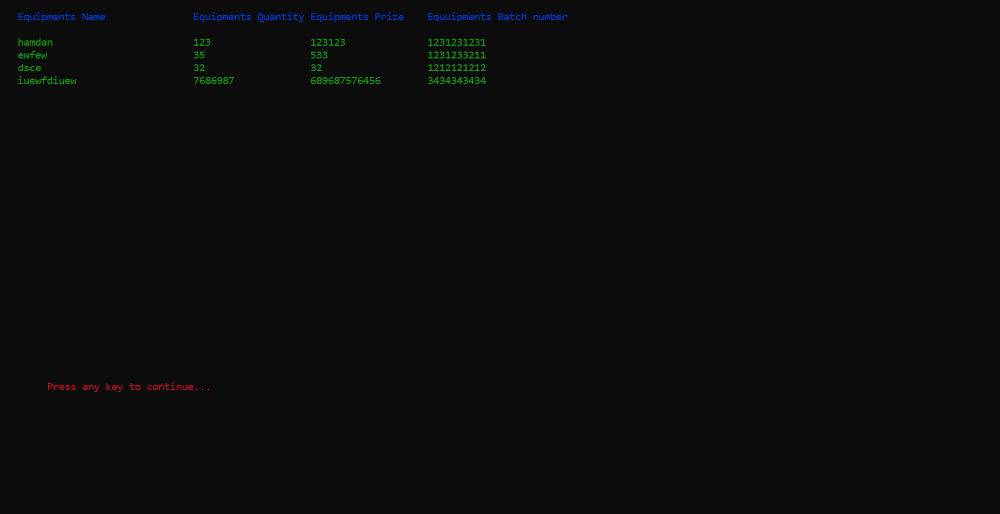 Equipments Name Equipments Quantity Equipments Prize Equuipments Batch number
hamdan 123 123123 1231231231
ewfew 35 533 1231233211
dsce 32 32 1212121212
iuewfdiuew 7686987 689687576456 3434343434
Press any key to continue...